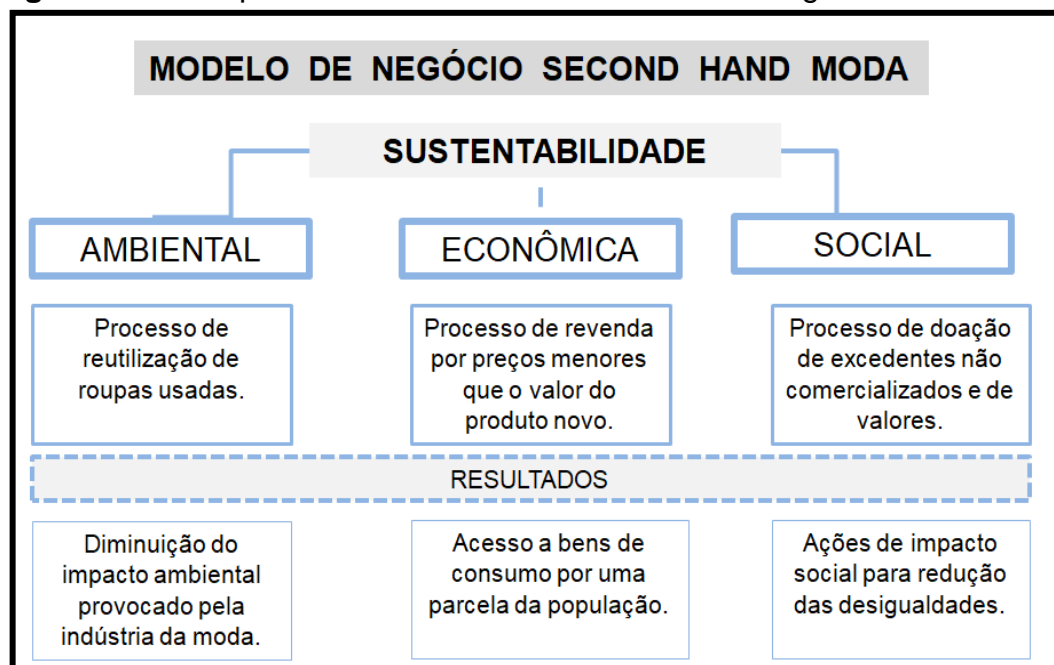 MODELO DE NEGÓCIO SECOND HAND MODA
SUSTENTABILIDADE
AMBIENTAL
ECONÔMICA
SOCIAL
Processo de
reutilização de
roupas usadas.
Processo de revenda
por preços menores
que o valor do
produto novo.
Processo de doação
de excedentes não
comercializados e de
valores.
RESULTADOS
Diminuição do
impacto ambiental
provocado pela
indústria da moda.
Acesso a bens de
consumo por uma
parcela da população.
Ações de impacto
social para redução
das desigualdades.